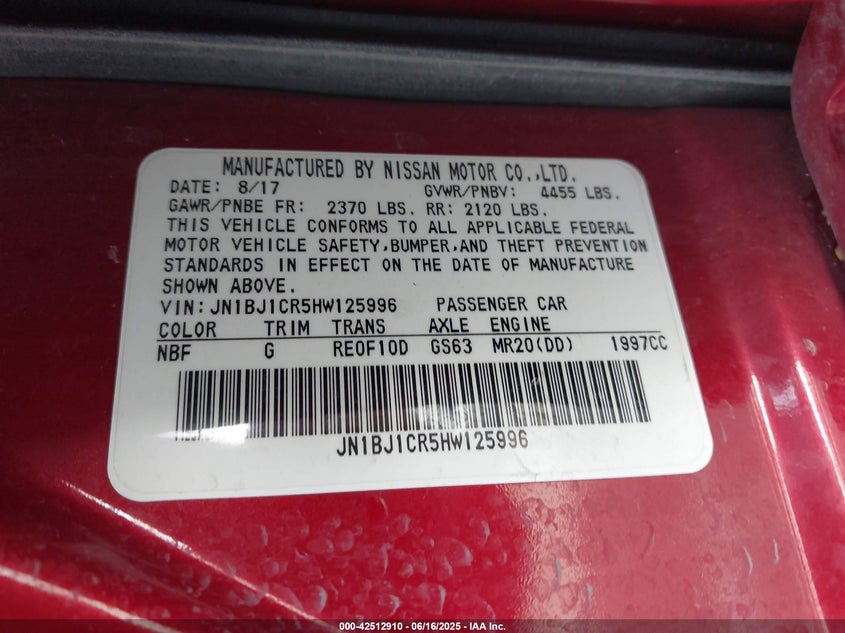 MANUFACTURED BY NISSAN MOTOR CO.,LTD.
DATE: 8/17 GVWR/PNBV: 4455 LBS.
GAWR/PNBE FR: 2370 LBS. RR: 2120 LBS.
THIS VEHICLE CONFORMS TO ALL APPLICABLE FEDERAL
MOTOR VEHICLE SAFETY,BUMPER,AND THEFT PREVENTION
STANDARDS IN EFFECT ON THE DATE OF MANUFACTURE
SHOWN ABOVE.
VIN:JN1BJ1CR5HW125996 PASSENGER CAR
COLOR TRIM TRANS AXLE ENGINE
NBF G RE0F10D GS63 MR20(DD) 1997CC
JN1BJ1CR5HW125996
000-42512910 - 06/16/2025 - IAA Inc.